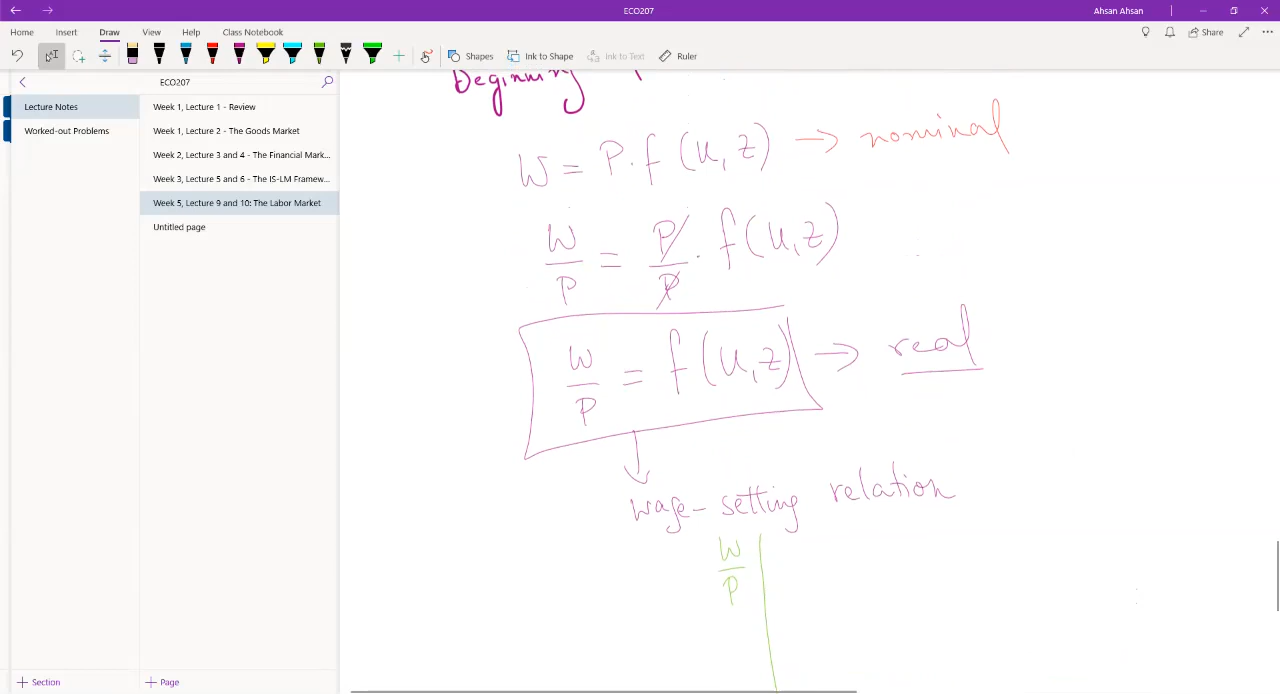 ECO207
Ahsan Ahsan
Home Insert Draw View Help Class Notebook
Share
Shapes Ink to Shape Ink to Text Ruler
ECO207
Lecture Notes
Worked-out Problems
Week 1, Lecture 1 - Review
Week 1, Lecture 2 - The Goods Market
Week 2, Lecture 3 and 4 - The Financial Mark...
Week 3, Lecture 5 and 6 - The IS-LM Framew...
Week 5, Lecture 9 and 10: The Labor Market
Untitled page
Beginning
W = P. f (u, z) → nominal
W/P = P/P . f (u, z)
W/P = f (u, z) → real
wage-setting relation
W/P
+ Section
+ Page